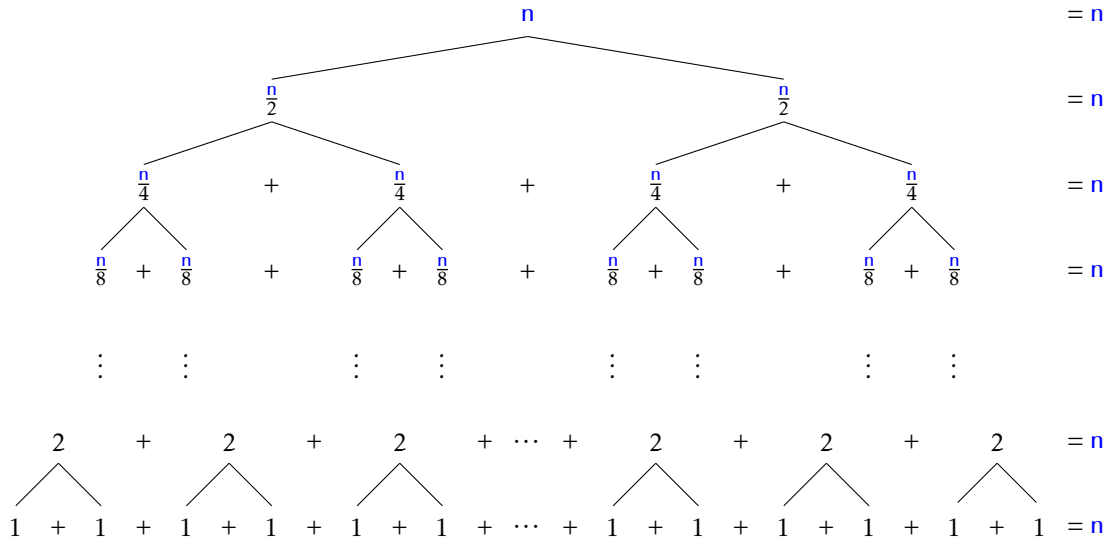 n = n
n/2 n/2 = n
n/4 + n/4 + n/4 + n/4 = n
n/8 + n/8 + n/8 + n/8 + n/8 + n/8 + n/8 + n/8 = n
⋮ ⋮ ⋮ ⋮ ⋮ ⋮ ⋮ ⋮
2 + 2 + 2 + ⋯ + 2 + 2 + 2 = n
1 + 1 + 1 + 1 + 1 + 1 + ⋯ + 1 + 1 + 1 + 1 + 1 + 1 = n